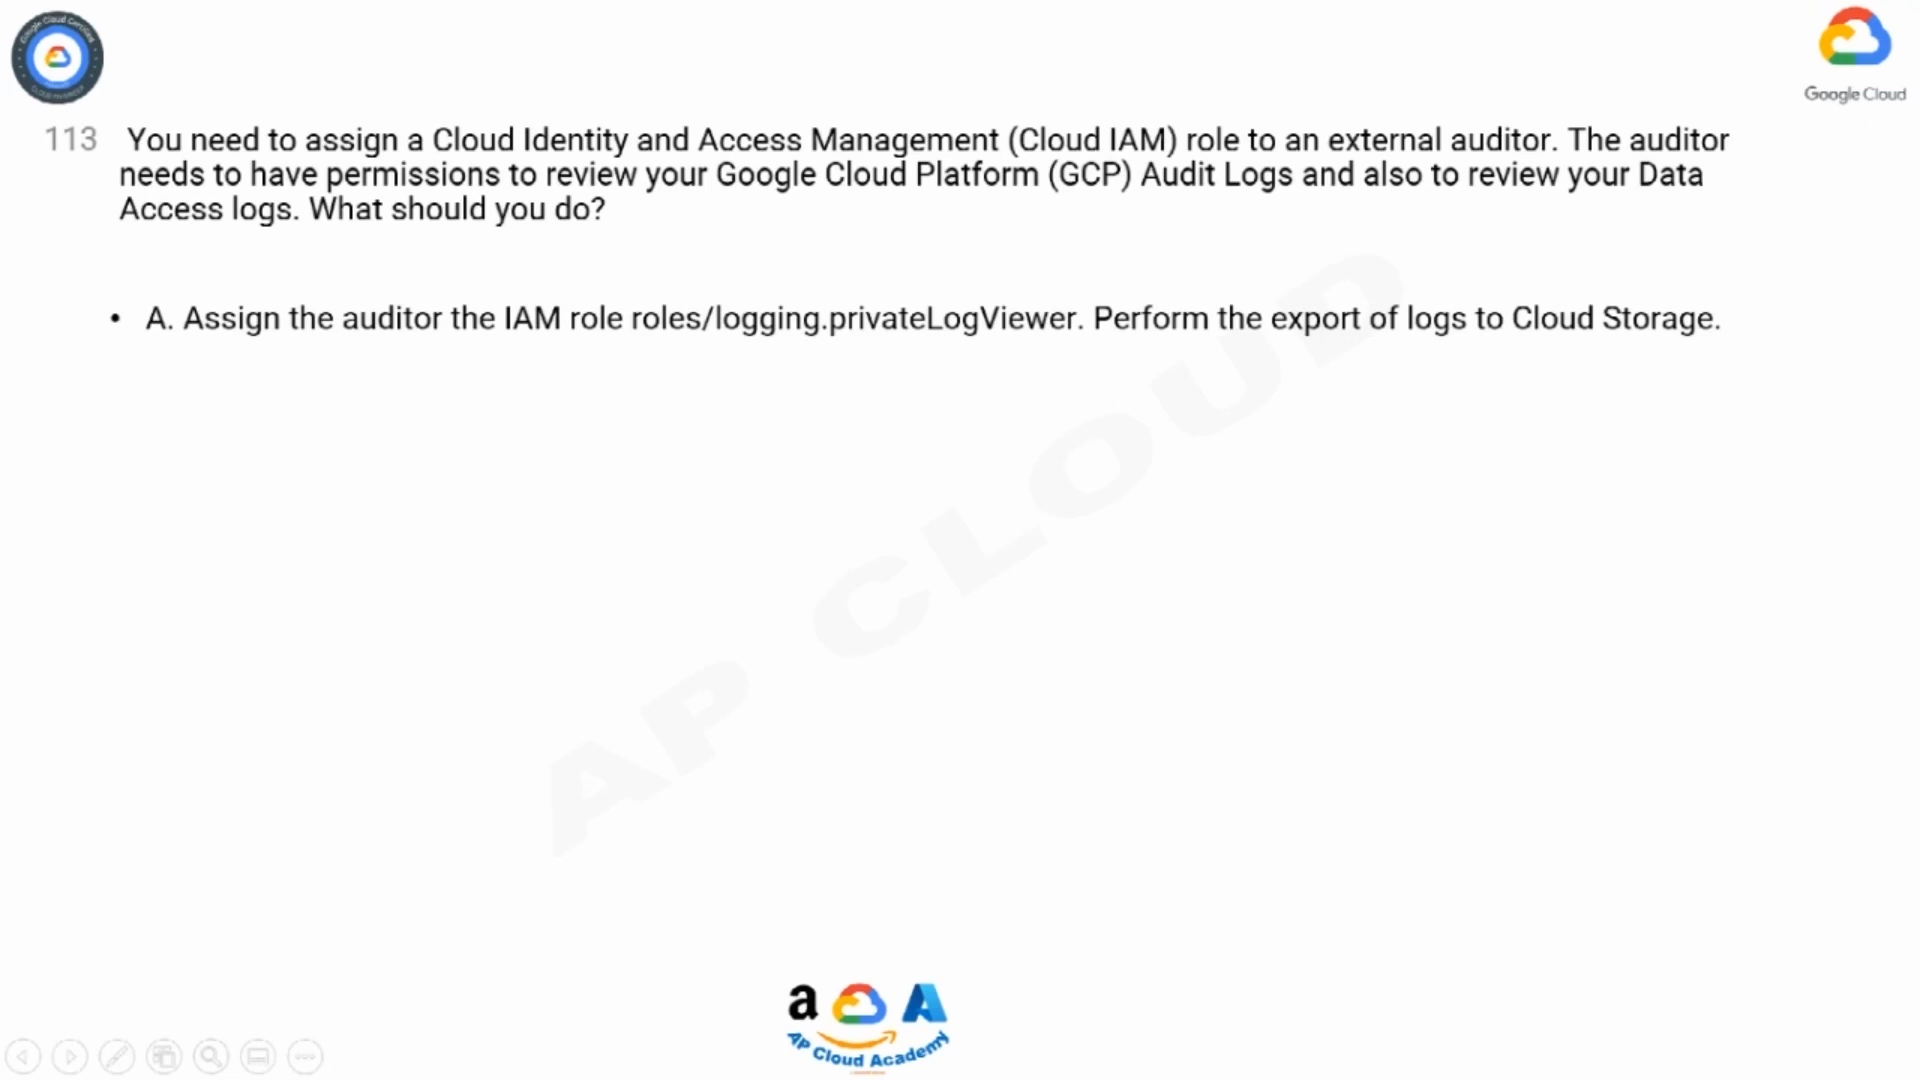 Google Cloud Certified
Google Cloud
113 You need to assign a Cloud Identity and Access Management (Cloud IAM) role to an external auditor. The auditor
needs to have permissions to review your Google Cloud Platform (GCP) Audit Logs and also to review your Data
Access logs. What should you do?
• A. Assign the auditor the IAM role roles/logging.privateLogViewer. Perform the export of logs to Cloud Storage.
AP CLOUD
a
AP Cloud Academy